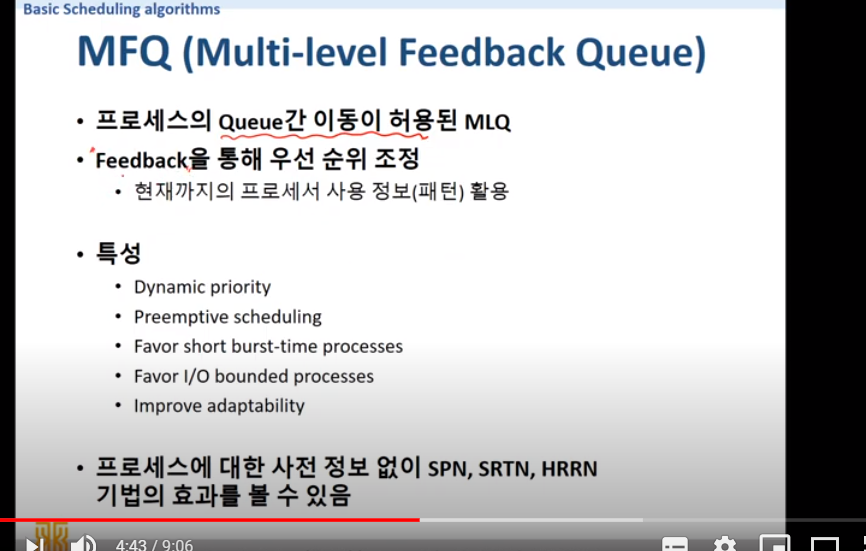 Basic Scheduling algorithms
MFQ (Multi-level Feedback Queue)
• 프로세스의 Queue간 이동이 허용된 MLQ
• Feedback을 통해 우선 순위 조정
• 현재까지의 프로세서 사용 정보(패턴) 활용
• 특성
• Dynamic priority
• Preemptive scheduling
• Favor short burst-time processes
• Favor I/O bounded processes
• Improve adaptability
• 프로세스에 대한 사전 정보 없이 SPN, SRTN, HRRN
기법의 효과를 볼 수 있음
4:43 / 9:06